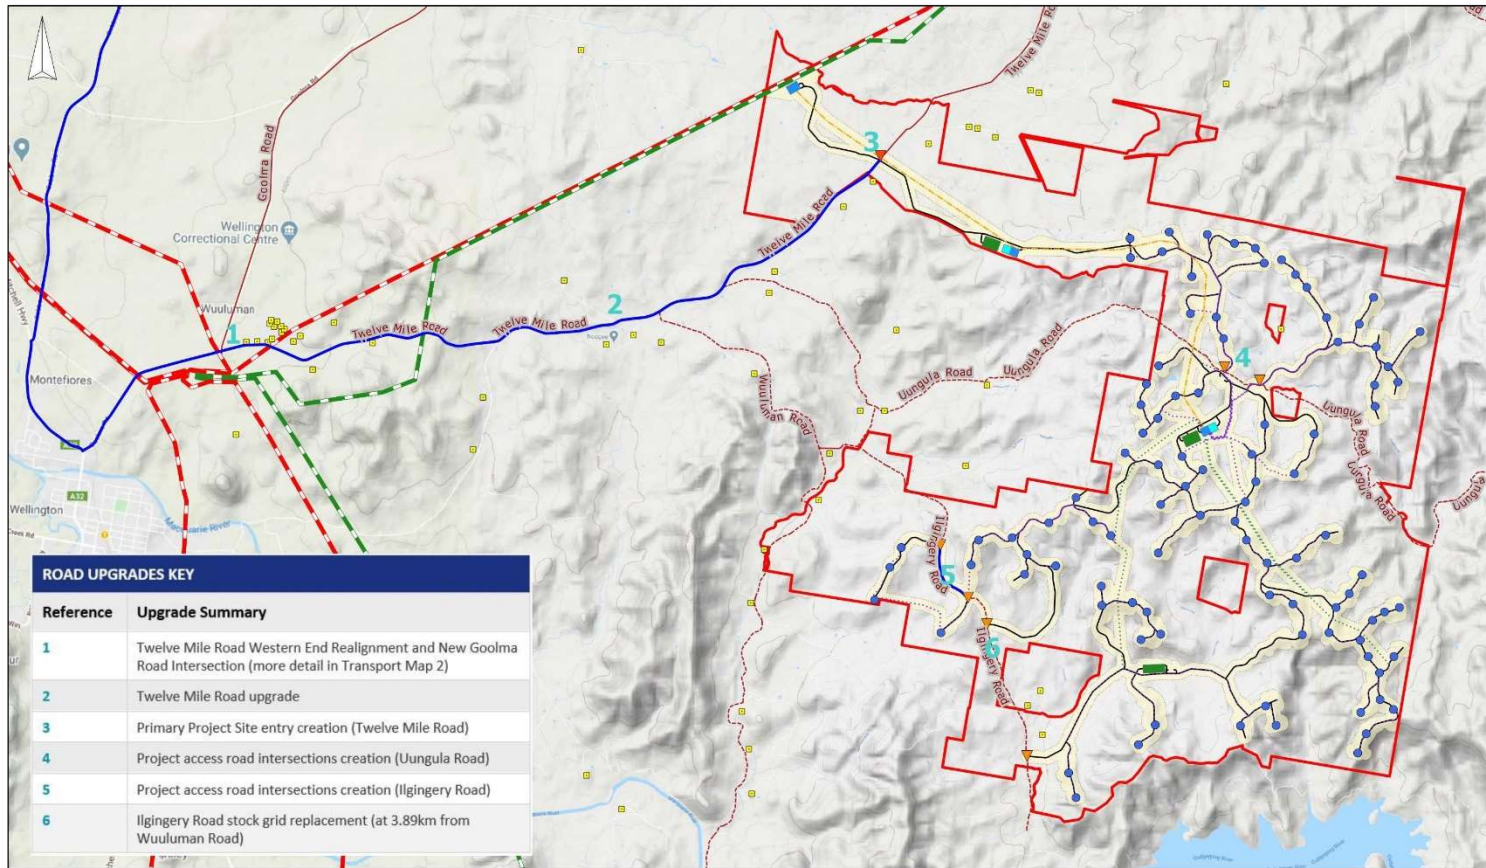 Twelve Mile Ro
Goolma Rd
Goolma Road
3
Wellington
Correctional Centre
Twelve Mile Road
Mitchell Hwy
Wuuluman
1
2
Twelve Mile Road
Twelve Mile Road
Montefiores
Uungula Road
Uungula Road
4
Wuuluman Road
Uungula Road
Uungula Road
Uungula
A32
Wellington
Macquarie River
Ilgingery Road
5
6
Ilgingery Road
ROAD UPGRADES KEY
Reference Upgrade Summary
1 Twelve Mile Road Western End Realignment and New Goolma
Road Intersection (more detail in Transport Map 2)
2 Twelve Mile Road upgrade
3 Primary Project Site entry creation (Twelve Mile Road)
4 Project access road intersections creation (Uungula Road)
5 Project access road intersections creation (Ilgingery Road)
6 Ilgingery Road stock grid replacement (at 3.89km from
Wuuluman Road)